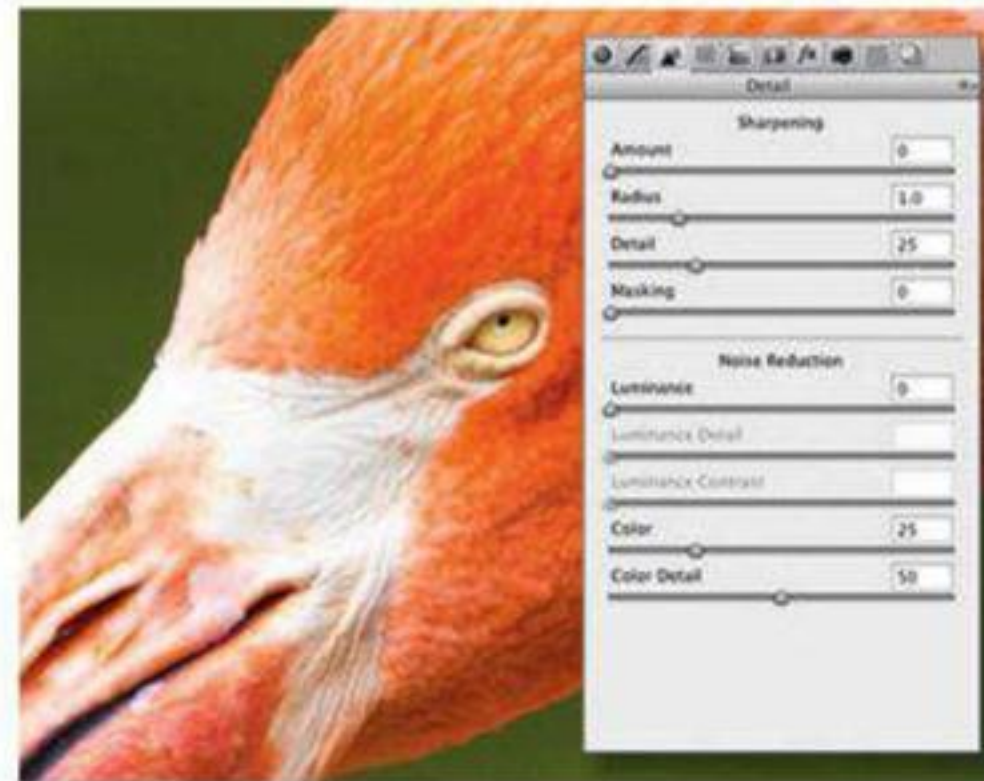 fx
Detail
Sharpening
Amount 0
Radius 1.0
Detail 25
Masking 0
Noise Reduction
Luminance 0
Luminance Detail
Luminance Contrast
Color 25
Color Detail 50